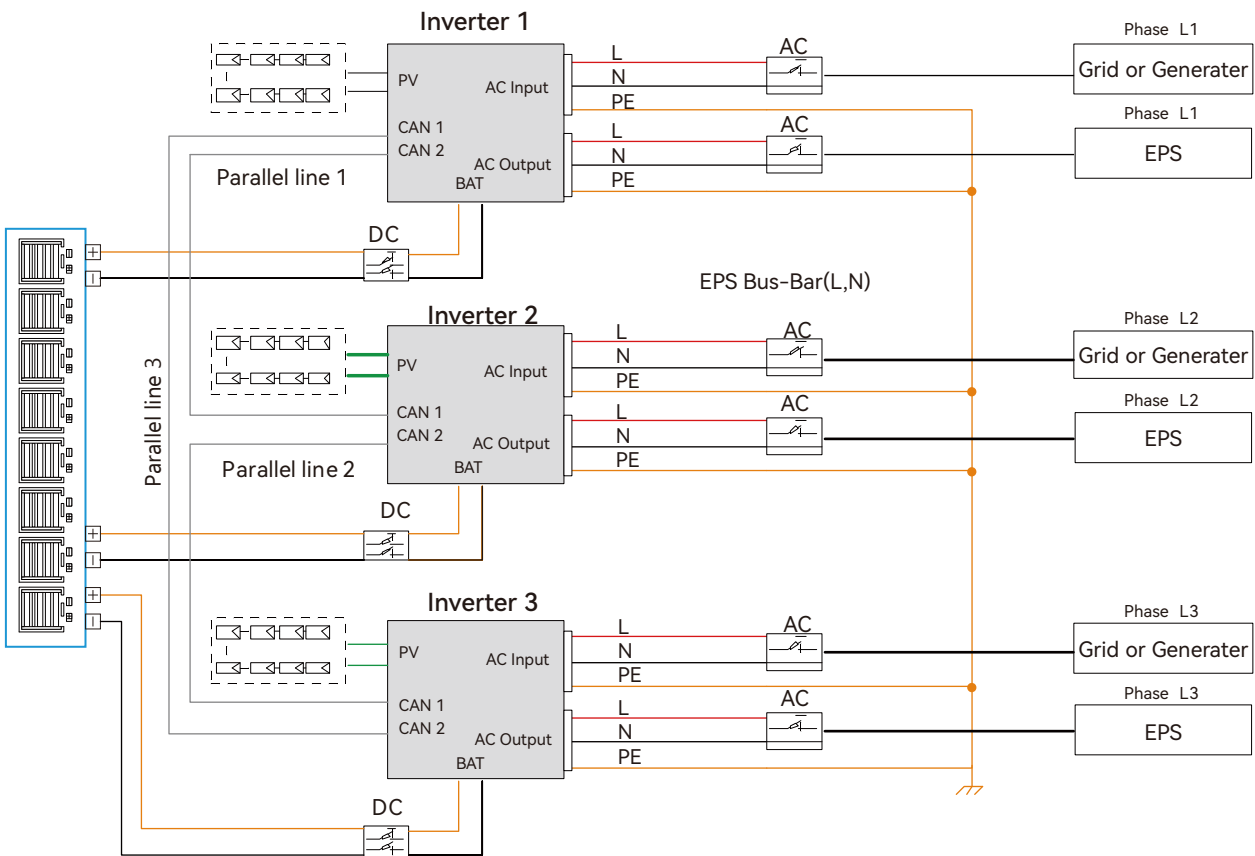 Inverter 1
PV
CAN 1
CAN 2
AC Input
AC Output
BAT
L
N
PE
L
N
PE
AC
AC
Phase L1
Grid or Generater
Phase L1
EPS
Parallel line 1
DC
+
−
EPS Bus-Bar(L,N)
Inverter 2
PV
CAN 1
CAN 2
AC Input
AC Output
BAT
L
N
PE
L
N
PE
AC
AC
Phase L2
Grid or Generater
Phase L2
EPS
Parallel line 3
Parallel line 2
DC
+
−
+
−
Inverter 3
PV
CAN 1
CAN 2
AC Input
AC Output
BAT
L
N
PE
L
N
PE
AC
AC
Phase L3
Grid or Generater
Phase L3
EPS
DC